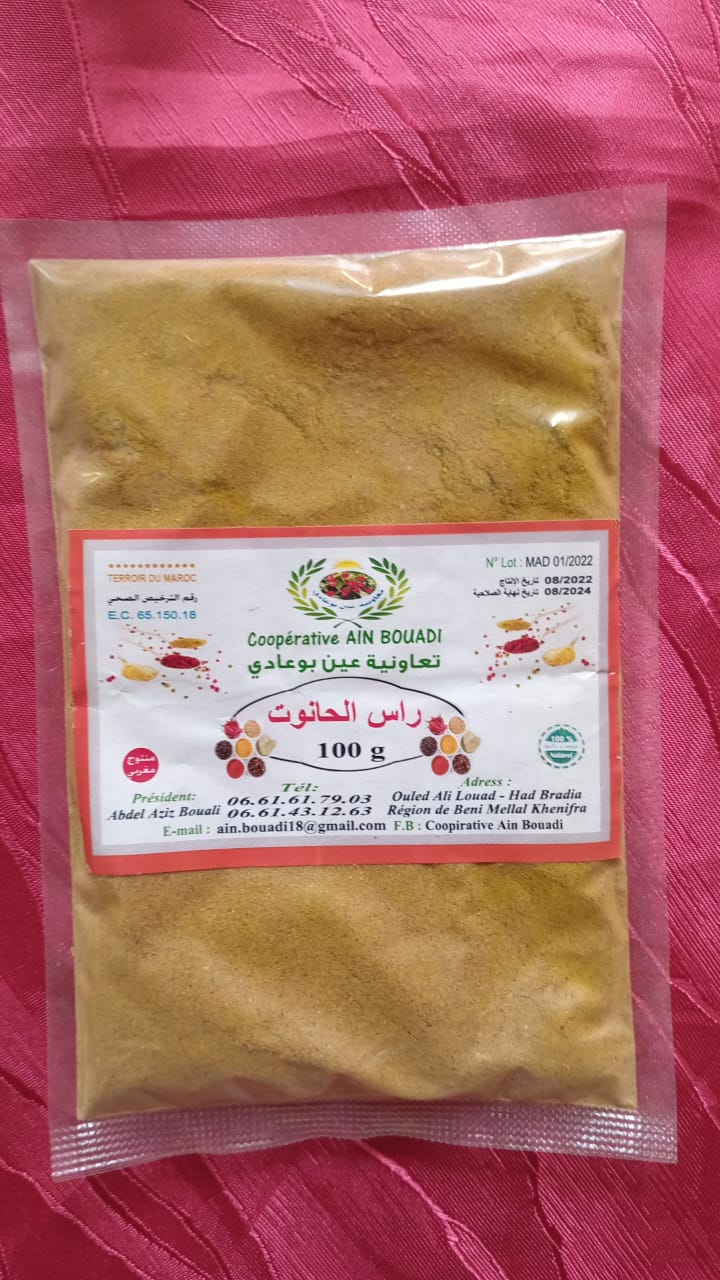 TERROIR DU MAROC
رقم الترخيص الصحي
E.C. 65.150.18
N° Lot : MAD 01/2022
تاريخ الإنتاج 08/2022
تاريخ نهاية الصلاحية 08/2024
Coopérative AIN BOUADI
تعاونية عين بوعادي
راس الحانوت
100 g
منتوج
مغربي
100 %
Naturel
Président:
Abdel Aziz Bouali
Tél:
06.61.61.79.03
06.61.43.12.63
Adress :
Ouled Ali Louad - Had Bradia
Région de Beni Mellal Khenifra
E-mail : ain.bouadi18@gmail.com F.B : Coopirative Ain Bouadi